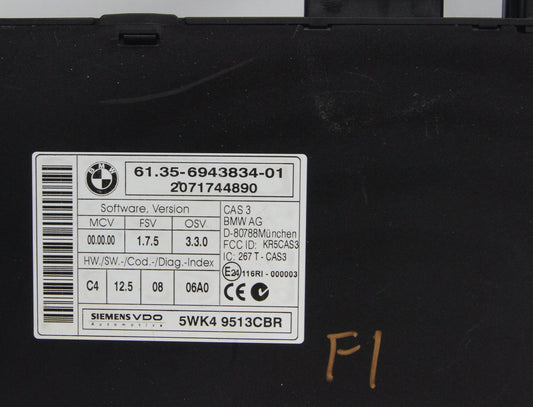 BMW
61.35-6943834-01
2071744890
Software, Version
MCV FSV OSV
00.00.00 1.7.5 3.3.0
HW./SW.-/Cod.-/Diag.-Index
C4 12.5 08 06A0
CAS 3
BMW AG
D-80788München
FCC ID: KR5CAS3
IC: 267 T - CAS3
E24 116RI - 000003
CE
SIEMENS VDO
Automotive
5WK4 9513CBR
F1